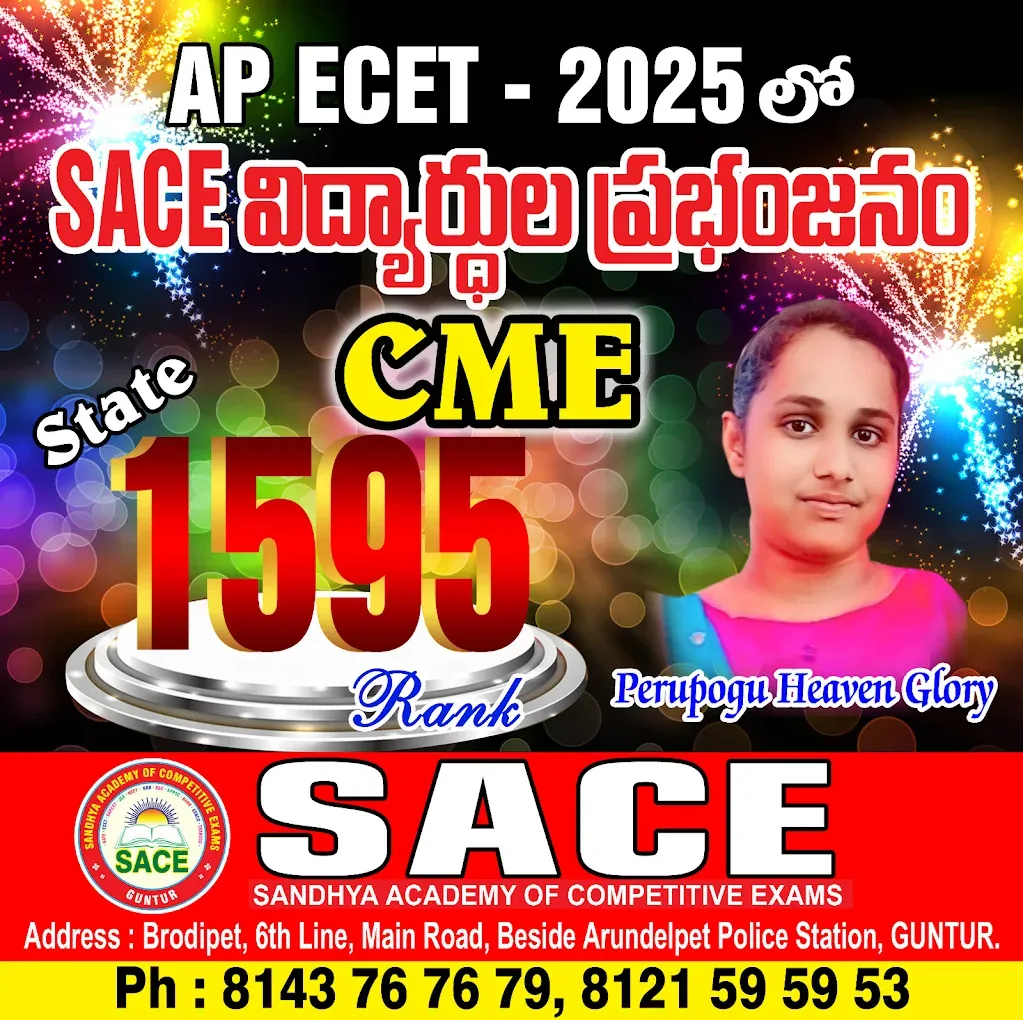 AP ECET - 2025 లో
SACE విద్యార్థుల ప్రభంజనం
CME
State
1595
Rank
Perupogu Heaven Glory
SANDHYA ACADEMY OF COMPETITIVE EXAMS
SACE
GUNTUR
SACE
SANDHYA ACADEMY OF COMPETITIVE EXAMS
Address : Brodipet, 6th Line, Main Road, Beside Arundelpet Police Station, GUNTUR.
Ph : 8143 76 76 79, 8121 59 59 53